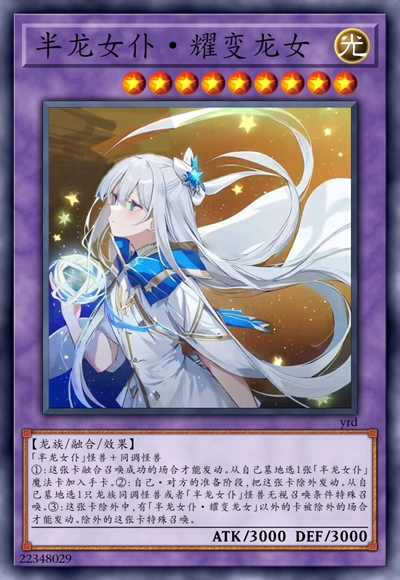 半龙女仆·耀变龙女
光
yrd
【龙族/融合/效果】
「半龙女仆」怪兽＋同调怪兽
①：这张卡融合召唤成功的场合才能发动。从自己墓地选1张「半龙女仆」
魔法卡加入手卡。②：自己·对方的准备阶段，把这张卡除外发动。从自己
墓地选1只龙族同调怪兽或者「半龙女仆」怪兽无视召唤条件特殊召
唤。③：这张卡除外中，有「半龙女仆·耀变龙女」以外的卡被除外的场合
才能发动。除外的这张卡特殊召唤。
ATK/3000 DEF/3000
22348029